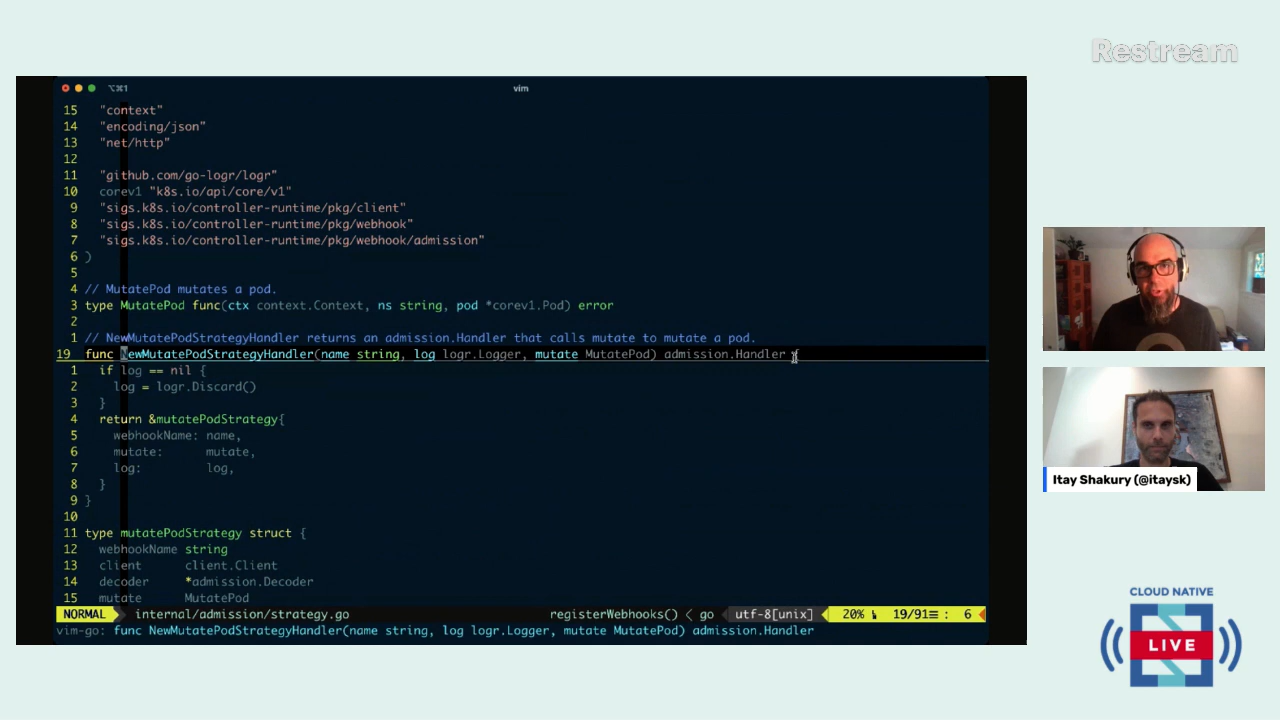 Restream
⌥⌘1
vim
15 "context"
14 "encoding/json"
13 "net/http"
12
11 "github.com/go-logr/logr"
10 corev1 "k8s.io/api/core/v1"
9 "sigs.k8s.io/controller-runtime/pkg/client"
8 "sigs.k8s.io/controller-runtime/pkg/webhook"
7 "sigs.k8s.io/controller-runtime/pkg/webhook/admission"
6 )
5
4 // MutatePod mutates a pod.
3 type MutatePod func(ctx context.Context, ns string, pod *corev1.Pod) error
2
1 // NewMutatePodStrategyHandler returns an admission.Handler that calls mutate to mutate a pod.
19 func NewMutatePodStrategyHandler(name string, log logr.Logger, mutate MutatePod) admission.Handler {
1 if log == nil {
2 log = logr.Discard()
3 }
4 return &mutatePodStrategy{
5 webhookName: name,
6 mutate: mutate,
7 log: log,
8 }
9 }
10
11 type mutatePodStrategy struct {
12 webhookName string
13 client client.Client
14 decoder *admission.Decoder
15 mutate MutatePod
NORMAL internal/admission/strategy.go registerWebhooks() < go utf-8[unix] 20% 19/91☰ : 6
vim-go: func NewMutatePodStrategyHandler(name string, log logr.Logger, mutate MutatePod) admission.Handler
Itay Shakury (@itaysk)
CLOUD NATIVE
LIVE